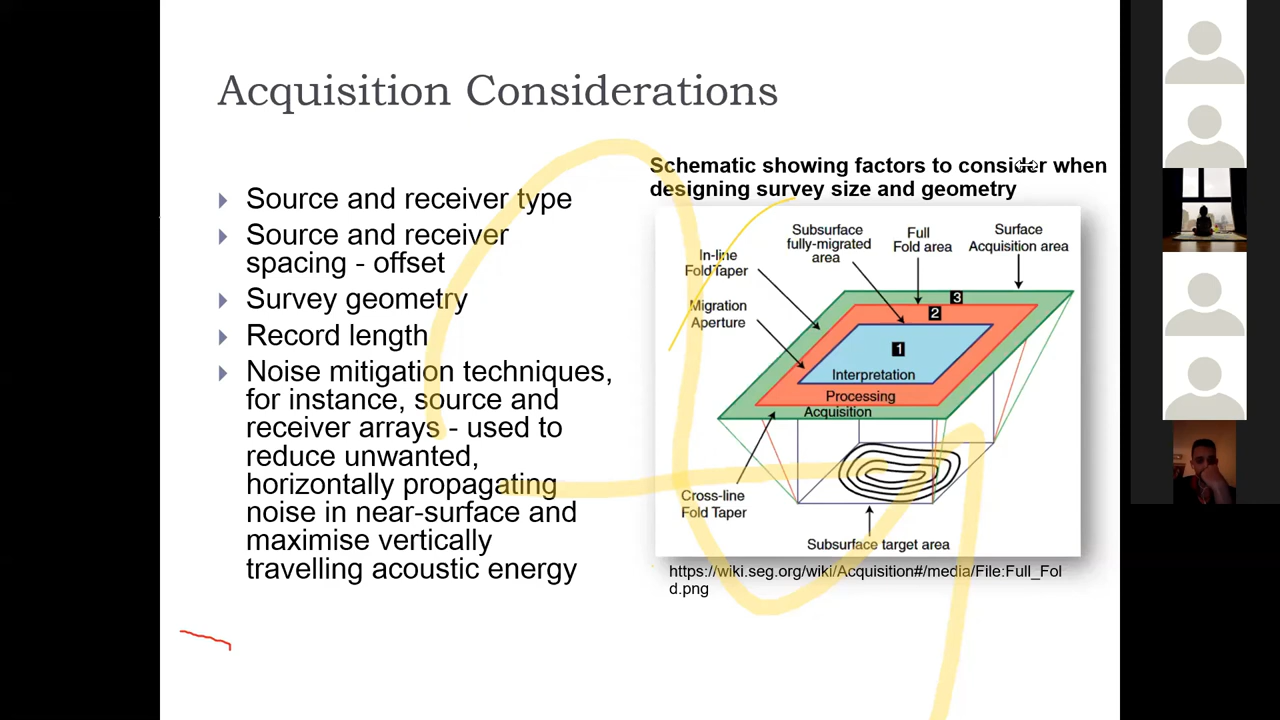 Acquisition Considerations
Source and receiver type
Source and receiver
spacing - offset
Survey geometry
Record length
Noise mitigation techniques,
for instance, source and
receiver arrays - used to
reduce unwanted,
horizontally propagating
noise in near-surface and
maximise vertically
travelling acoustic energy
Schematic showing factors to consider when
designing survey size and geometry
Subsurface
fully-migrated
area
Full
Fold area
Surface
Acquisition area
In-line
Fold Taper
Migration
Aperture
3
2
1
Interpretation
Processing
Acquisition
Cross-line
Fold Taper
Subsurface target area
https://wiki.seg.org/wiki/Acquisition#/media/File:Full_Fol
d.png